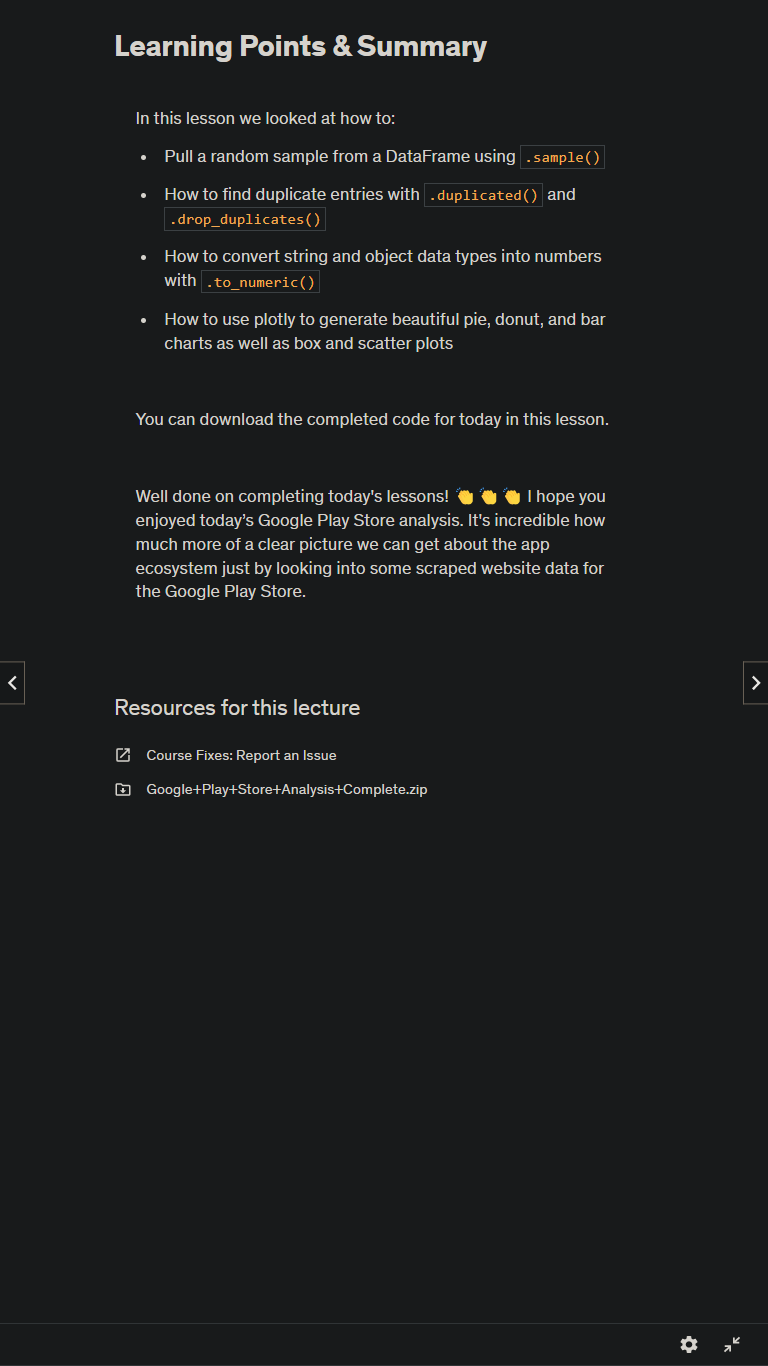 Learning Points & Summary
In this lesson we looked at how to:
• Pull a random sample from a DataFrame using .sample()
• How to find duplicate entries with .duplicated() and
.drop_duplicates()
• How to convert string and object data types into numbers
with .to_numeric()
• How to use plotly to generate beautiful pie, donut, and bar
charts as well as box and scatter plots
You can download the completed code for today in this lesson.
Well done on completing today's lessons! 👏 👏 👏 I hope you
enjoyed today’s Google Play Store analysis. It's incredible how
much more of a clear picture we can get about the app
ecosystem just by looking into some scraped website data for
the Google Play Store.
Resources for this lecture
Course Fixes: Report an Issue
Google+Play+Store+Analysis+Complete.zip